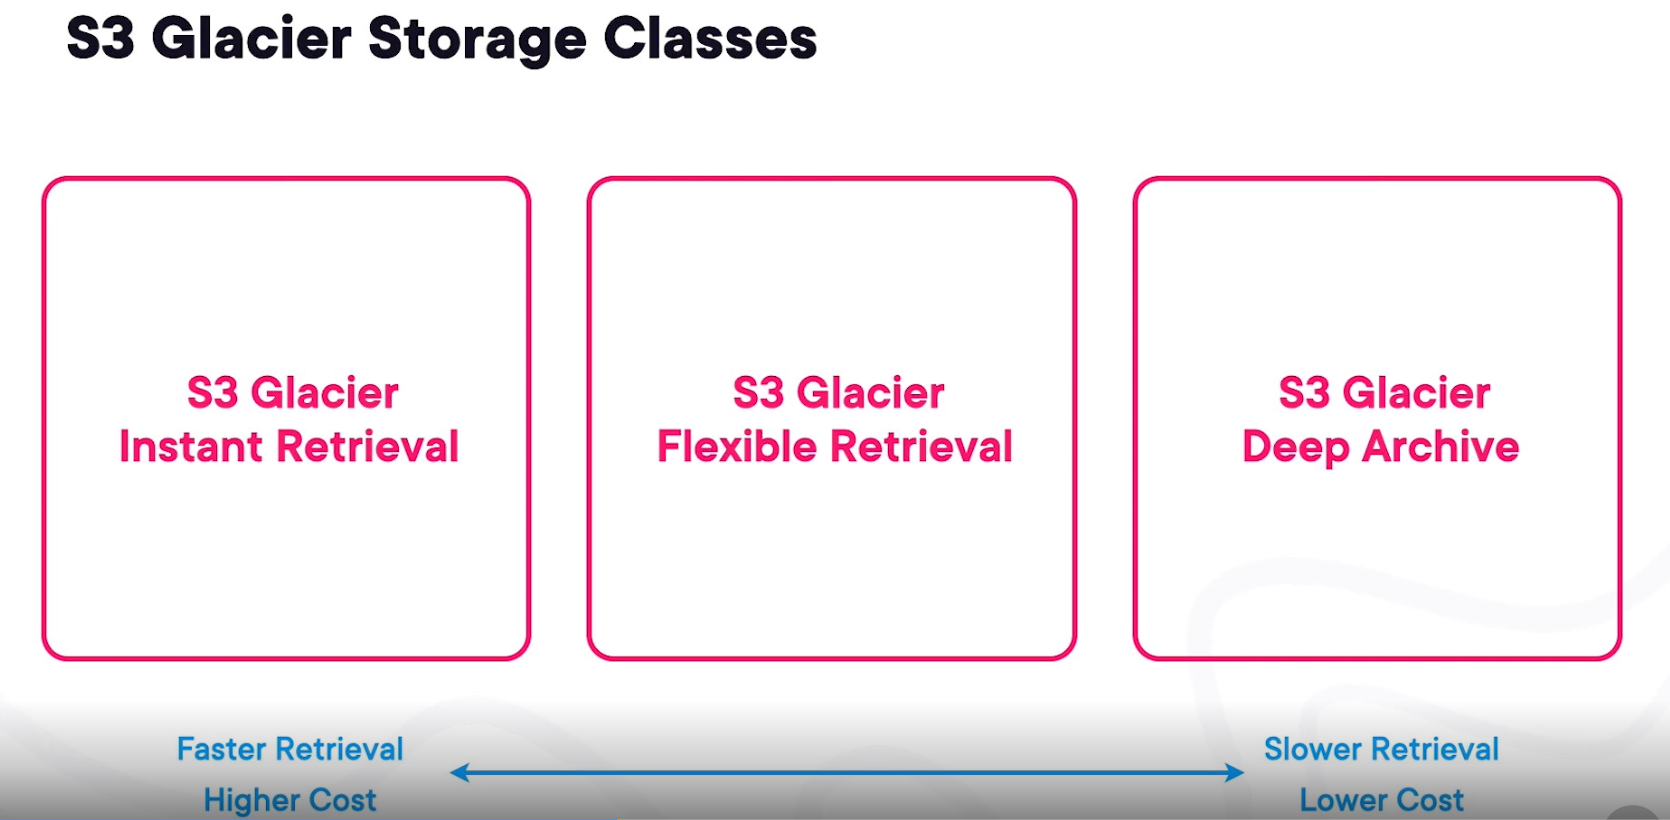 S3 Glacier Storage Classes
S3 Glacier
Instant Retrieval
S3 Glacier
Flexible Retrieval
S3 Glacier
Deep Archive
Faster Retrieval
Higher Cost
Slower Retrieval
Lower Cost